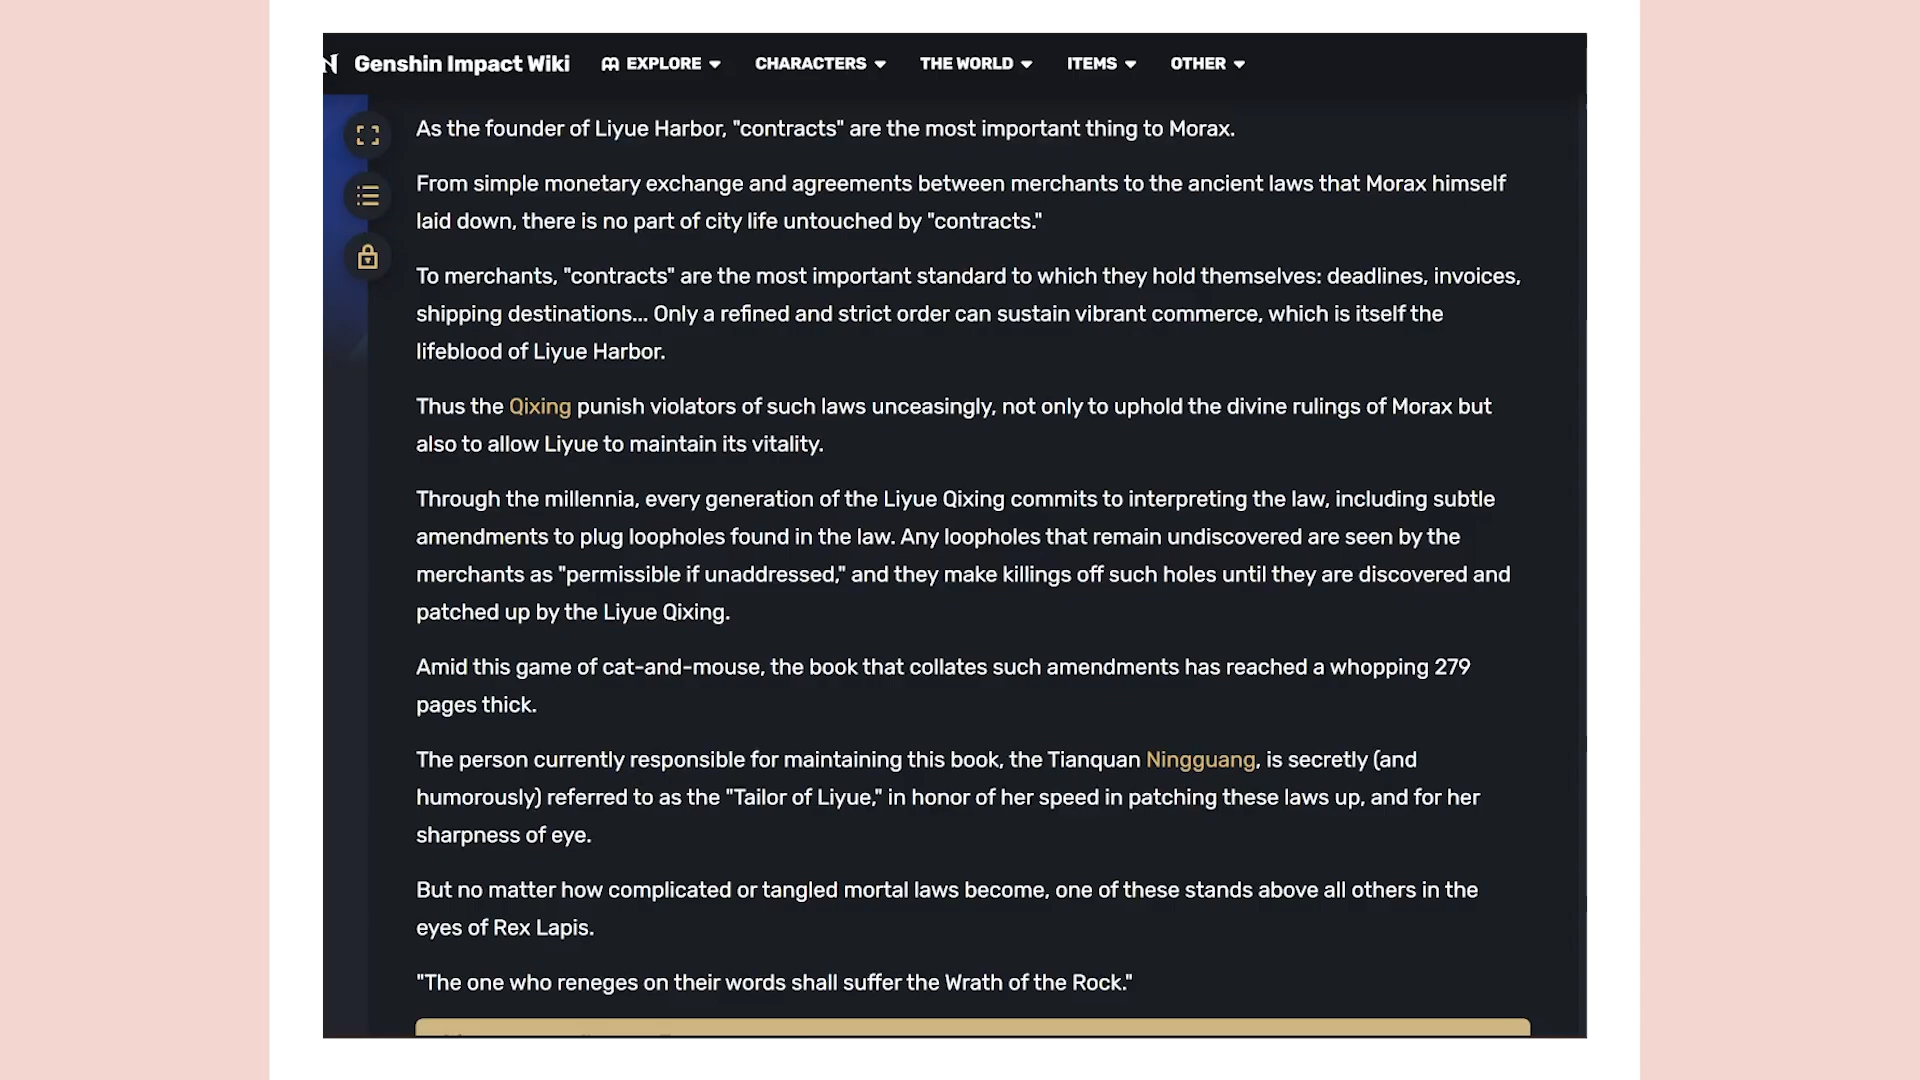 Genshin Impact Wiki EXPLORE CHARACTERS THE WORLD ITEMS OTHER
As the founder of Liyue Harbor, "contracts" are the most important thing to Morax.
From simple monetary exchange and agreements between merchants to the ancient laws that Morax himself
laid down, there is no part of city life untouched by "contracts."
To merchants, "contracts" are the most important standard to which they hold themselves: deadlines, invoices,
shipping destinations... Only a refined and strict order can sustain vibrant commerce, which is itself the
lifeblood of Liyue Harbor.
Thus the Qixing punish violators of such laws unceasingly, not only to uphold the divine rulings of Morax but
also to allow Liyue to maintain its vitality.
Through the millennia, every generation of the Liyue Qixing commits to interpreting the law, including subtle
amendments to plug loopholes found in the law. Any loopholes that remain undiscovered are seen by the
merchants as "permissible if unaddressed," and they make killings off such holes until they are discovered and
patched up by the Liyue Qixing.
Amid this game of cat-and-mouse, the book that collates such amendments has reached a whopping 279
pages thick.
The person currently responsible for maintaining this book, the Tianquan Ningguang, is secretly (and
humorously) referred to as the "Tailor of Liyue," in honor of her speed in patching these laws up, and for her
sharpness of eye.
But no matter how complicated or tangled mortal laws become, one of these stands above all others in the
eyes of Rex Lapis.
"The one who reneges on their words shall suffer the Wrath of the Rock."